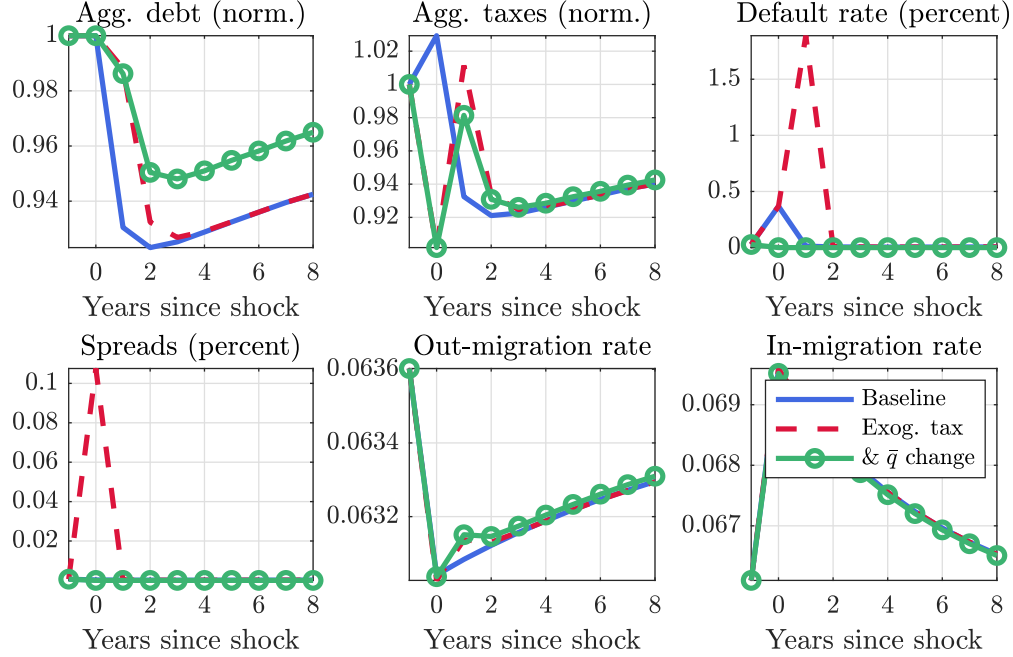 Agg. debt (norm.)
1
0.98
0.96
0.94
0 2 4 6 8
Years since shock
Agg. taxes (norm.)
1.02
1.00
0.98
0.96
0.94
0.92
0 2 4 6 8
Years since shock
Default rate (percent)
1.5
1
0.5
0
0 2 4 6 8
Years since shock
Spreads (percent)
0.1
0.08
0.06
0.04
0.02
0 2 4 6 8
Years since shock
Out-migration rate
0.0636
0.0634
0.0632
0 2 4 6 8
Years since shock
In-migration rate
0.069
0.068
0.067
Baseline
Exog. tax
& q̄ change
0 2 4 6 8
Years since shock